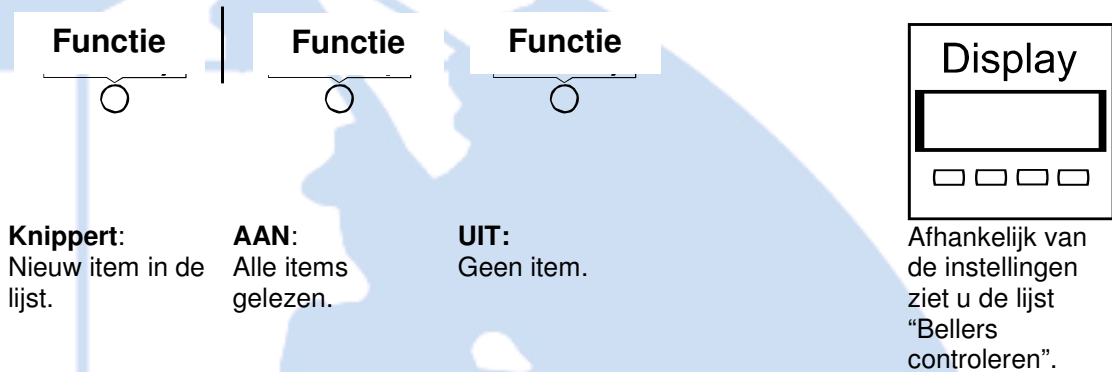 Functie
Functie
Functie
Display
Knippert:
Nieuw item in de
lijst.
AAN:
Alle items
gelezen.
UIT:
Geen item.
Afhankelijk van
de instellingen
ziet u de lijst
“Bellers
controleren”.